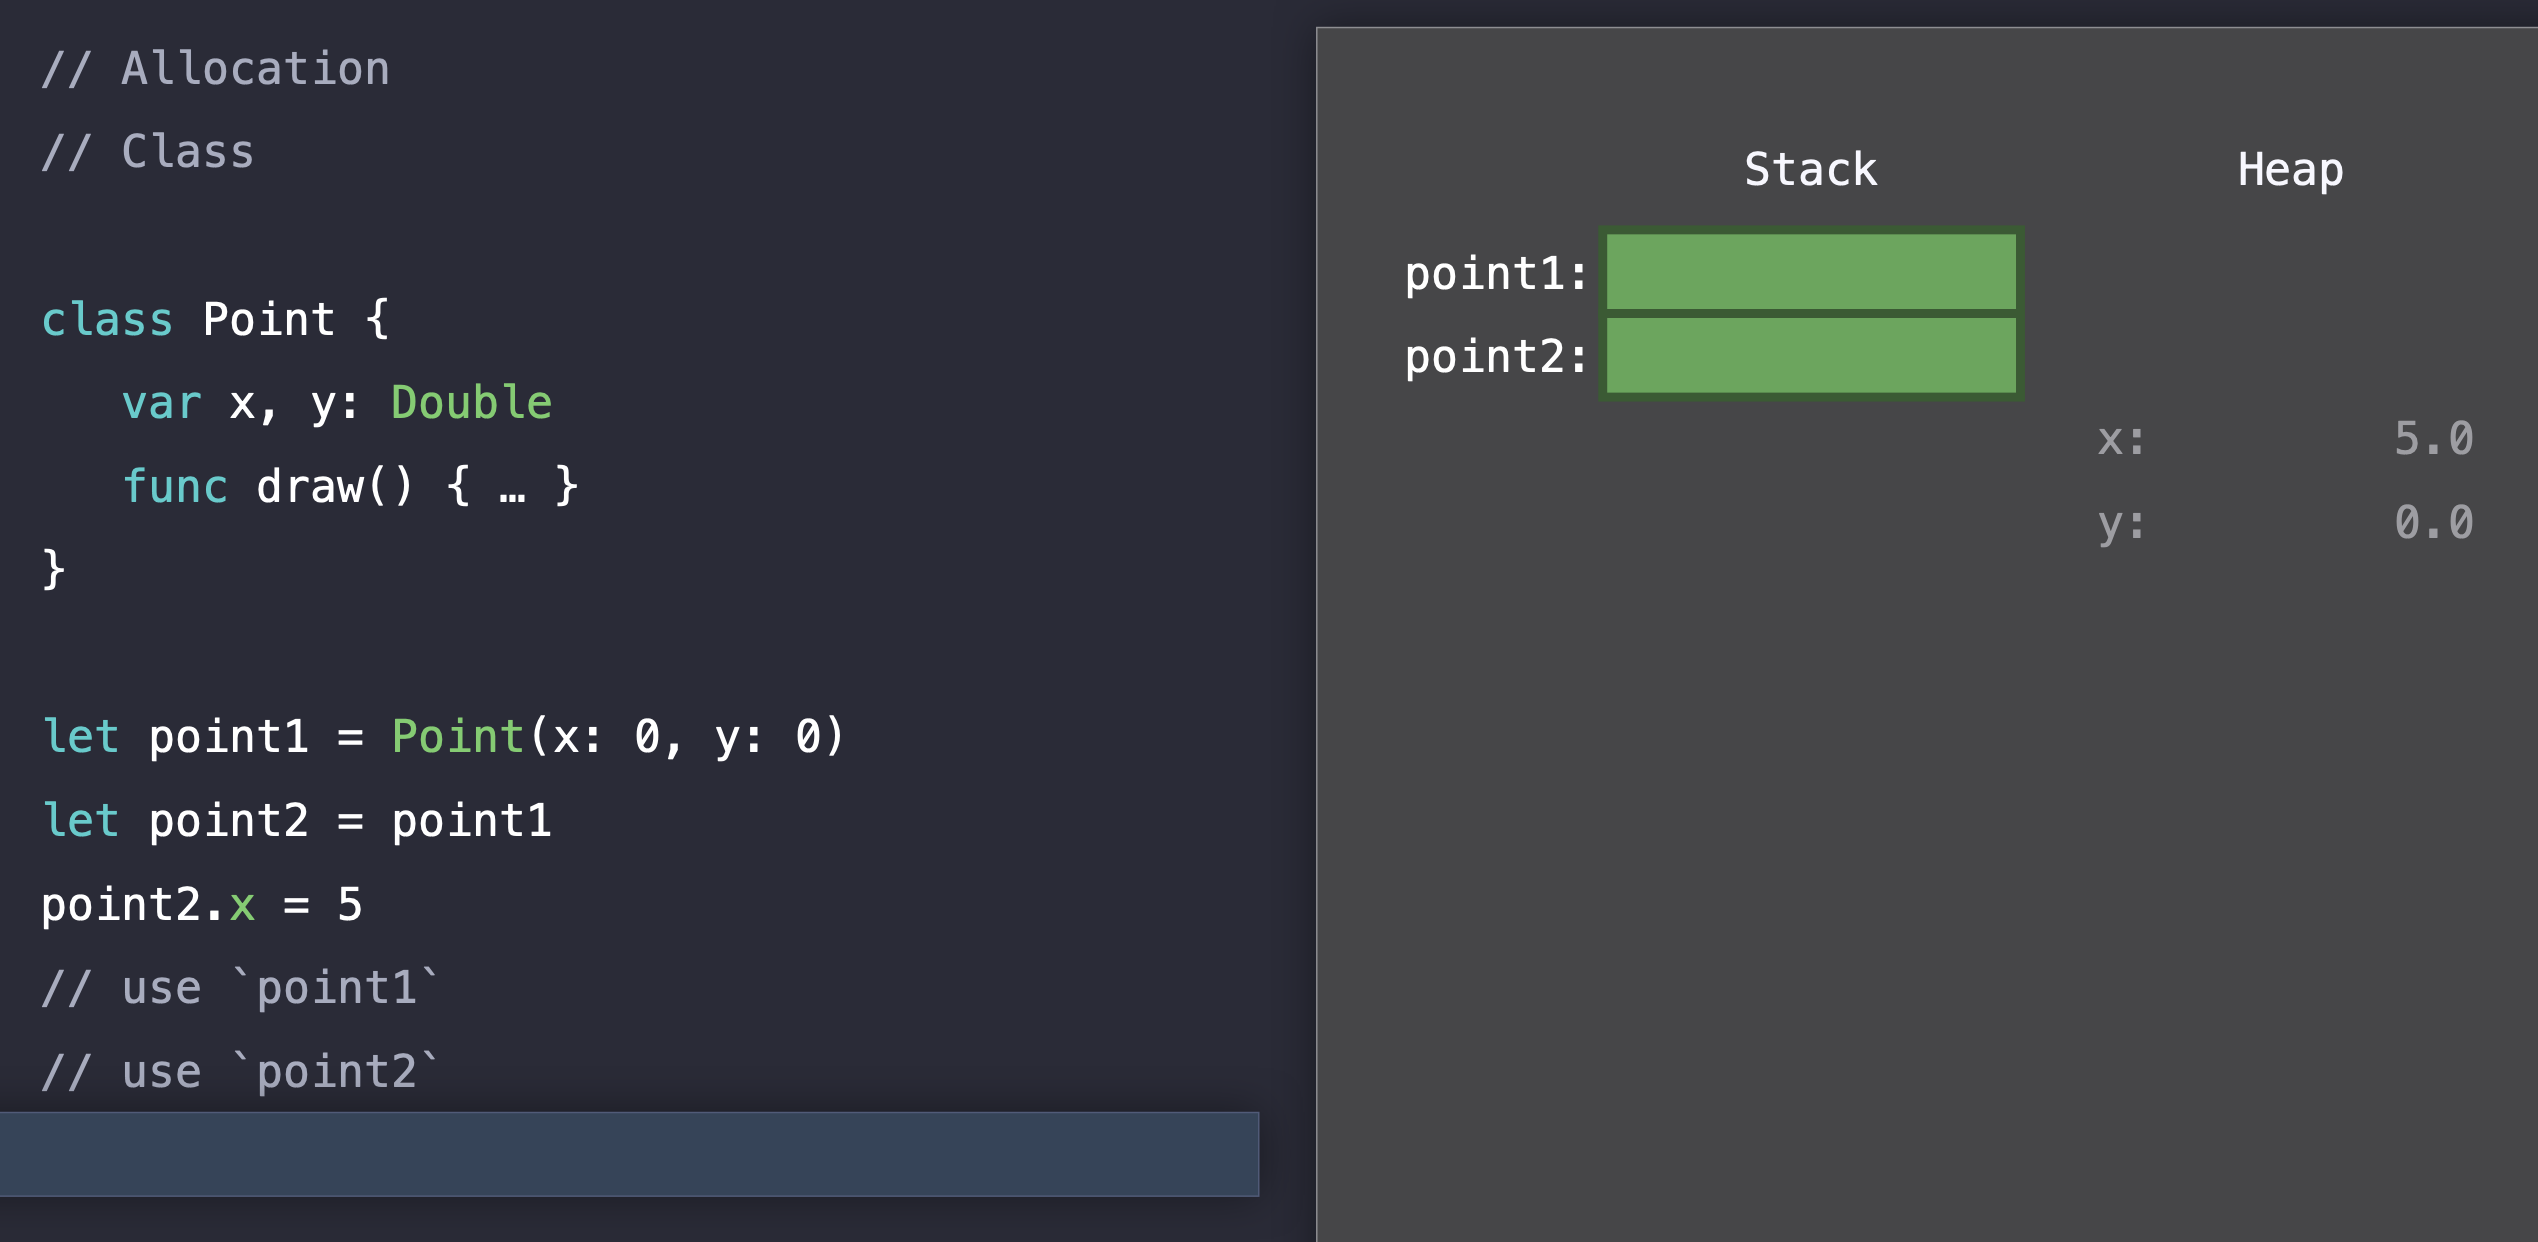 // Allocation
// Class
class Point {
var x, y: Double
func draw() { … }
}
let point1 = Point(x: 0, y: 0)
let point2 = point1
point2.x = 5
// use `point1`
// use `point2`
Stack Heap
point1:
point2:
x: 5.0
y: 0.0